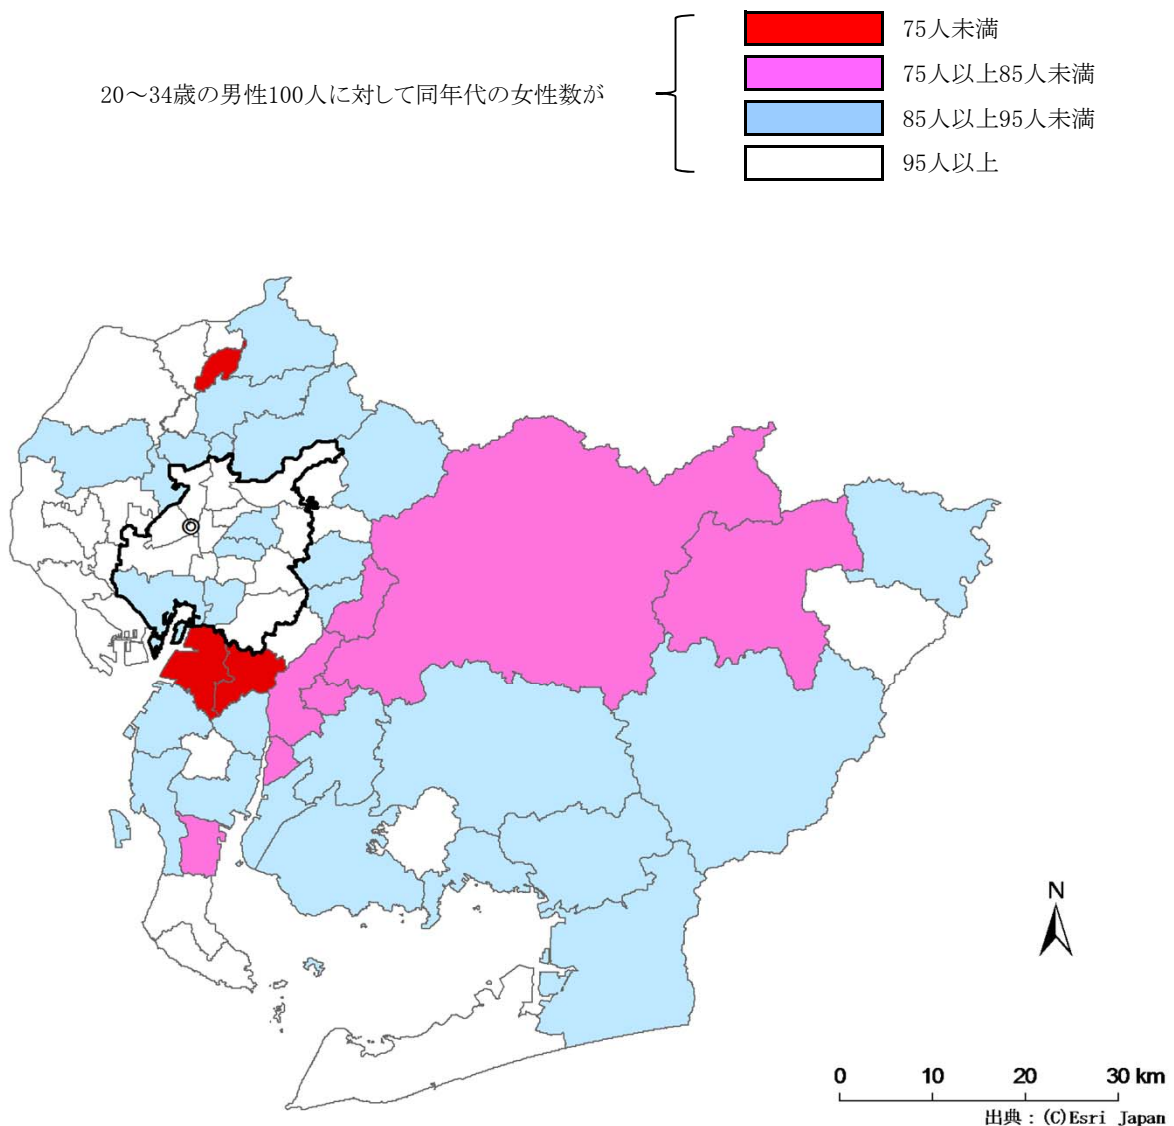 75人未満
75人以上85人未満
20～34歳の男性100人に対して同年代の女性数が
85人以上95人未満
95人以上
N
0 10 20 30 km
出典：(C)Esri Japan